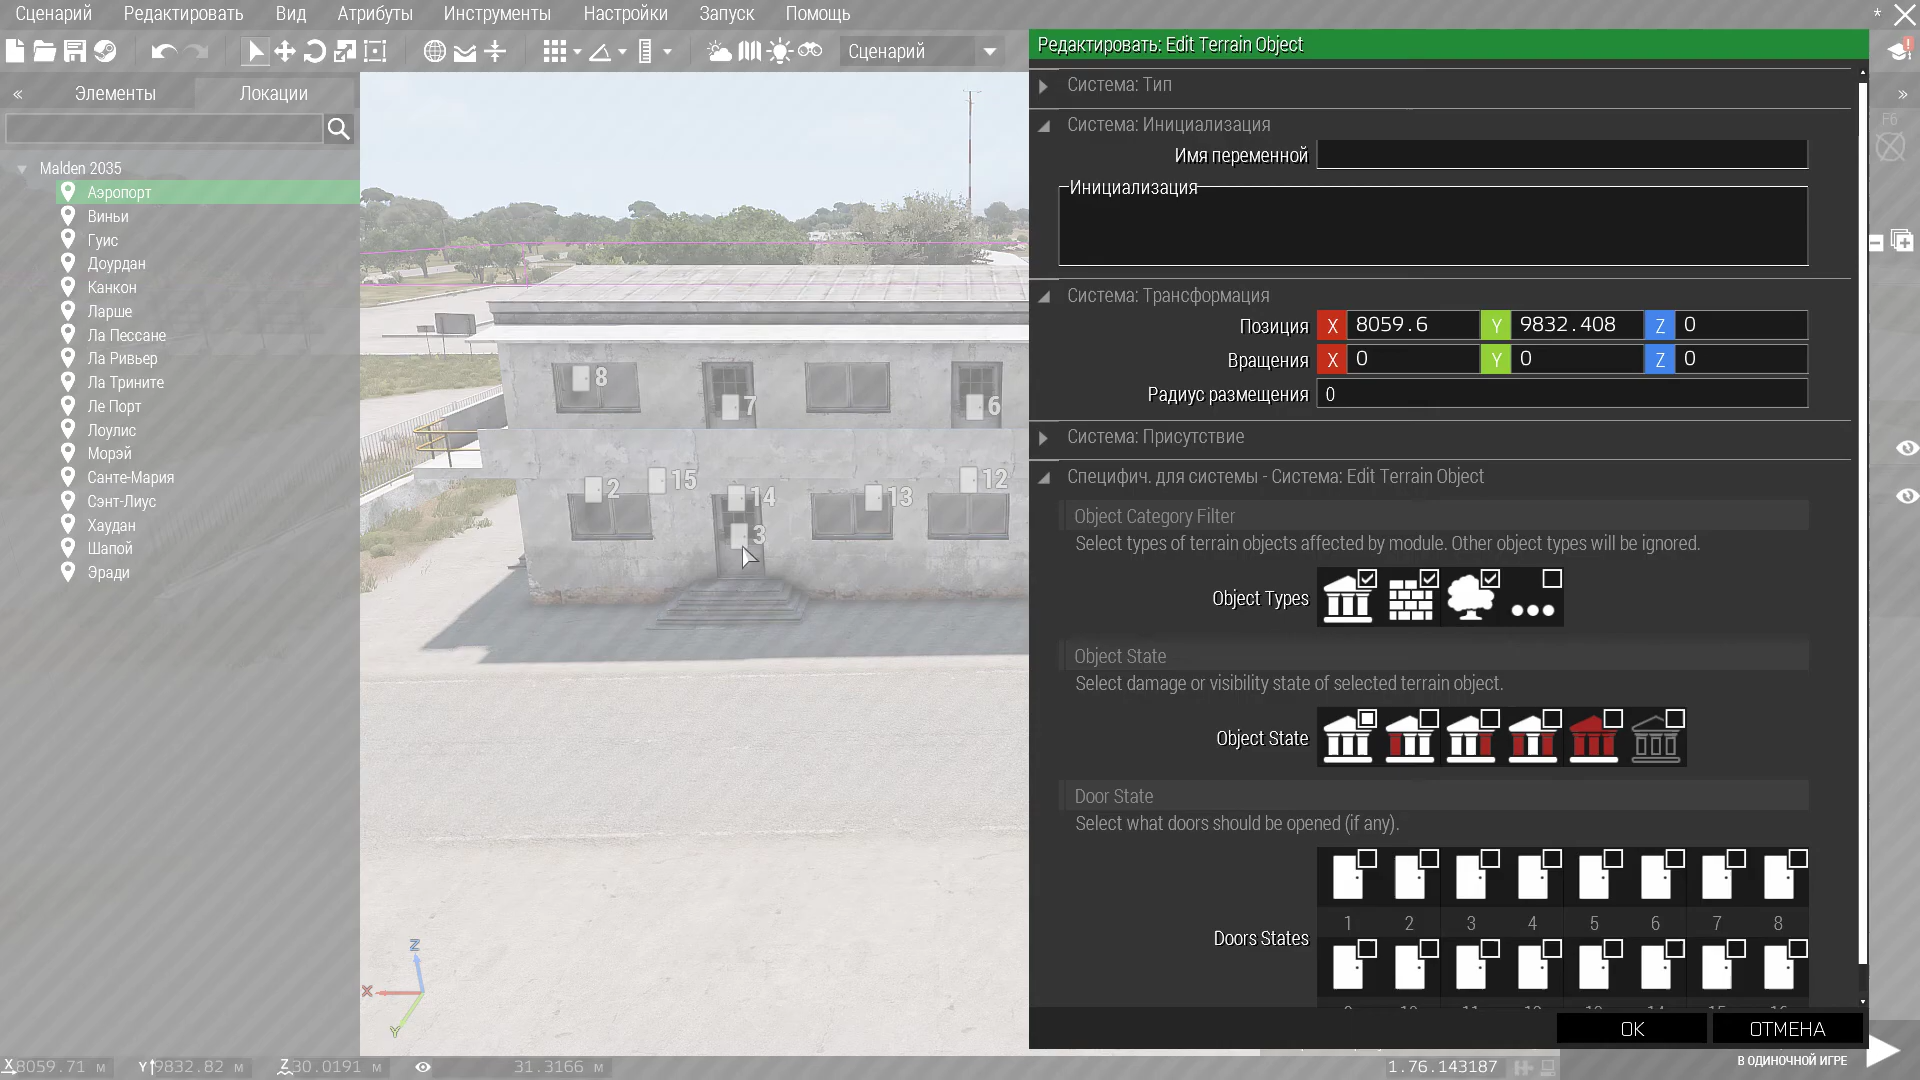 Сценарий Редактировать Вид Атрибуты Инструменты Настройки Запуск Помощь *
Сценарий
Редактировать: Edit Terrain Object
« Элементы Локации »
F6
Malden 2035
Аэропорт
Виньи
Гуис
Доурдан
Канкон
Ларше
Ла Пессане
Ла Ривьер
Ла Трините
Ле Порт
Лоулис
Морэй
Санте-Мария
Сэнт-Лиус
Хаудан
Шапой
Эради
8
7
6
2
15
14
13
12
3
Z
X
Y
Система: Тип
Система: Инициализация
Имя переменной
Инициализация
Система: Трансформация
Позиция X 8059.6 Y 9832.408 Z 0
Вращения X 0 Y 0 Z 0
Радиус размещения 0
Система: Присутствие
Специфич. для системы - Система: Edit Terrain Object
Object Category Filter
Select types of terrain objects affected by module. Other object types will be ignored.
Object Types
Object State
Select damage or visibility state of selected terrain object.
Object State
Door State
Select what doors should be opened (if any).
1 2 3 4 5 6 7 8
Doors States
OK ОТМЕНА
X 8059.71 м Y 9832.82 м Z 30.0191 м 31.3166 м 1.76.143187
В ОДИНОЧНОЙ ИГРЕ